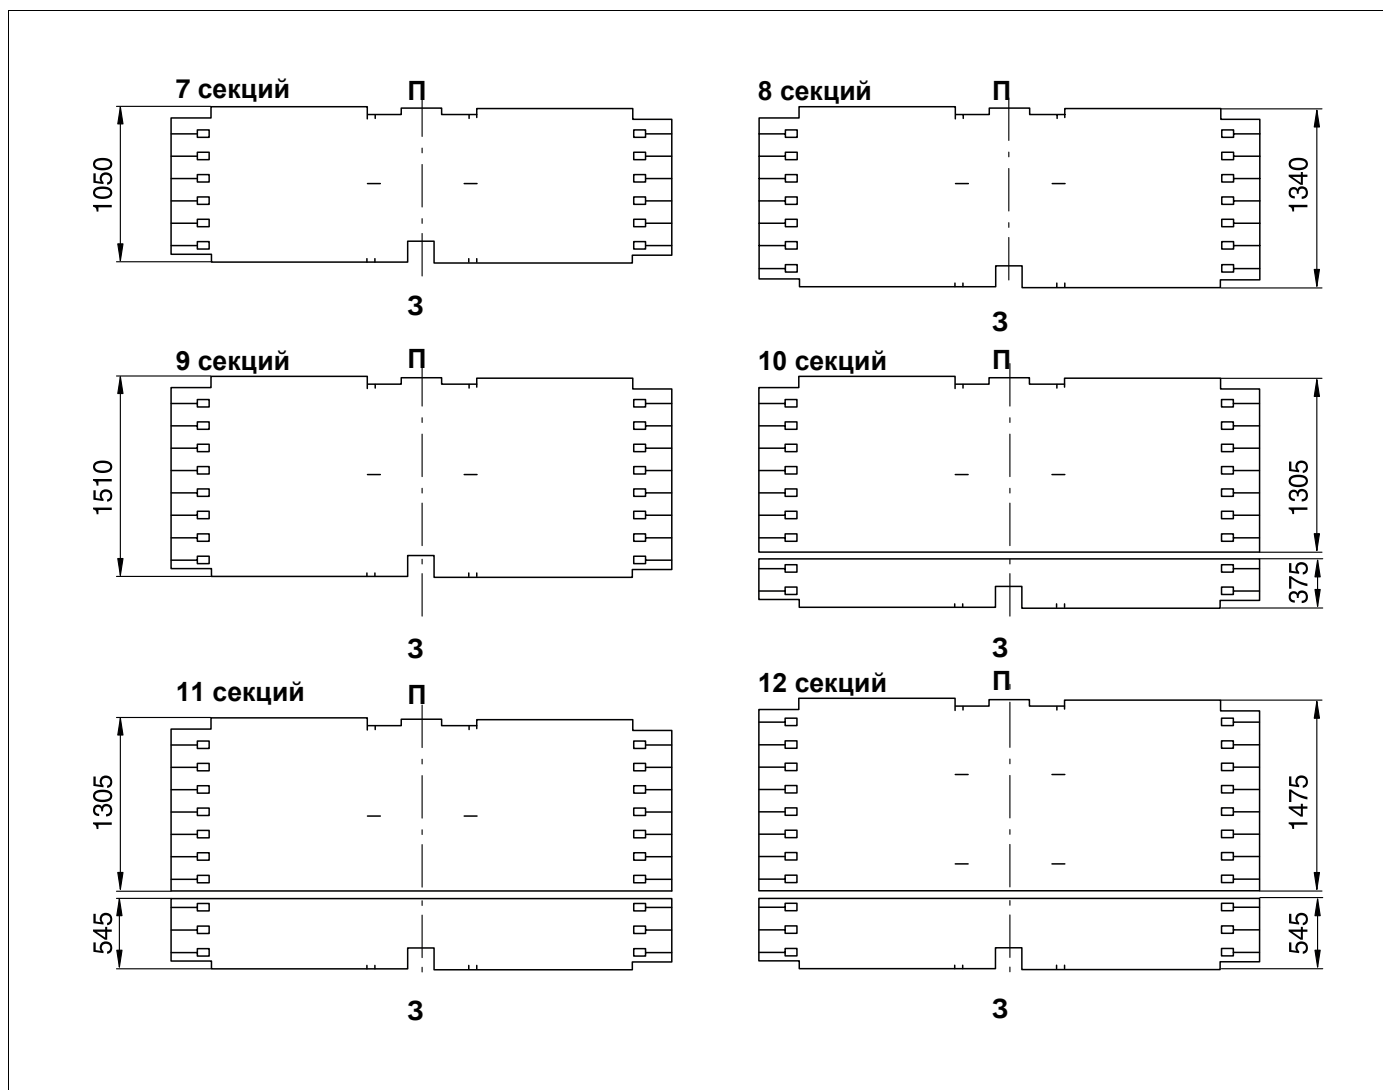 7 секций
П
1050
З
8 секций
П
1340
З
9 секций
П
1510
З
10 секций
П
1305
375
З
11 секций
П
1305
545
З
12 секций
П
1475
545
З